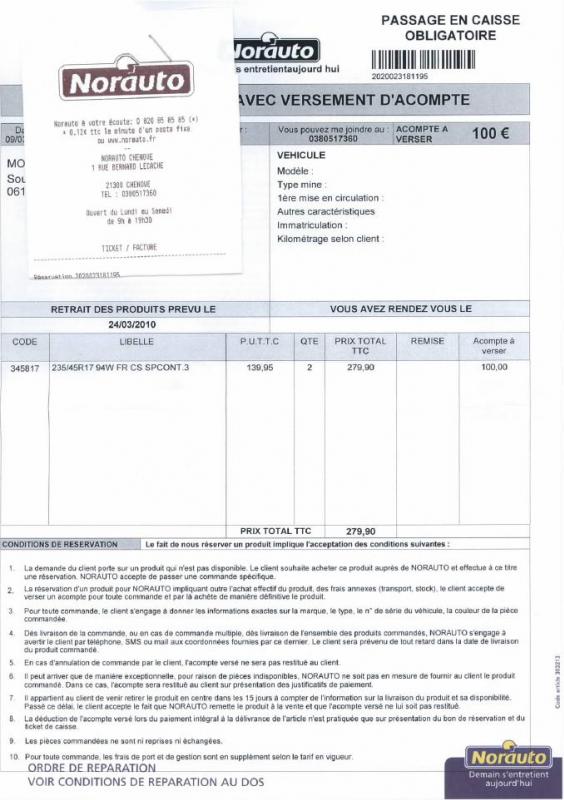 PASSAGE EN CAISSE
OBLIGATOIRE
Norauto
entretientaujourd hui
2020023181195
AVEC VERSEMENT D'ACOMPTE
Norauto
Norauto à votre écoute: 0 820 85 85 85 (*)
* 0.12€ ttc la minute d'un poste fixe
ou www.norauto.fr
NORAUTO CHENOVE
1 RUE BERNARD LECACHE
21300 CHENOVE
TEL : 0380517360
Ouvert du Lundi au Samedi
de 9h à 19h30
TICKET / FACTURE
Réservation 2020023181195
Vous pouvez me joindre au :
0380517360
ACOMPTE A
VERSER
100 €
MO
Sou
061
VEHICULE
Modèle :
Type mine :
1ère mise en circulation :
Autres caractéristiques
Immatriculation :
Kilométrage selon client :
RETRAIT DES PRODUITS PREVU LE
VOUS AVEZ RENDEZ VOUS LE
24/03/2010
CODE LIBELLE P.U.T.T.C QTE PRIX TOTAL TTC REMISE Acompte à verser
345817 235/45R17 94W FR CS SPCONT.3 139,95 2 279,90 100,00
PRIX TOTAL TTC 279,90
CONDITIONS DE RESERVATION Le fait de nous réserver un produit implique l'acceptation des conditions suivantes :
1. La demande du client porte sur un produit qui n'est pas disponible. Le client souhaite acheter ce produit auprès de NORAUTO et effectue à ce titre
une réservation. NORAUTO accepte de passer une commande spécifique.
2. La réservation d'un produit pour NORAUTO impliquant outre l'achat effectif du produit, des frais annexes (transport, stock), le client accepte de
verser un acompte pour toute commande et par là achète de manière définitive le produit.
3. Pour toute commande, le client s'engage à donner les informations exactes sur la marque, le type, le n° de série du véhicule, la couleur de la pièce
commandée.
4. Dès livraison de la commande, ou en cas de commande multiple, dès livraison de l'ensemble des produits commandés, NORAUTO s'engage à
avertir le client par téléphone, SMS ou mail aux coordonnées fournies par ce dernier. Le client sera prévenu de tout retard dans la date de livraison
du produit commandé.
5. En cas d'annulation de commande par le client, l'acompte versé ne sera pas restitué au client.
6. Il peut arriver que de manière exceptionnelle, pour raison de pièces indisponibles, NORAUTO ne soit pas en mesure de fournir au client le produit
commandé. Dans ce cas, l'acompte sera restitué au client sur présentation des justificatifs de paiement.
7. Il appartient au client de venir retirer le produit en centre dans les 15 jours à compter de l'information sur la livraison du produit et sa disponibilité.
Passé ce délai, le client accepte le fait que NORAUTO remette le produit à la vente et que l'acompte versé ne lui soit pas restitué.
8. La déduction de l'acompte versé lors du paiement intégral à la délivrance de l'article n'est pratiquée que sur présentation du bon de réservation et du
ticket de caisse.
9. Les pièces commandées ne sont ni reprises ni échangées.
10. Pour toute commande, les frais de port et de gestion sont en supplément selon le tarif en vigueur.
ORDRE DE REPARATION
VOIR CONDITIONS DE REPARATION AU DOS
Norauto
Demain s'entretient
aujourd'hui